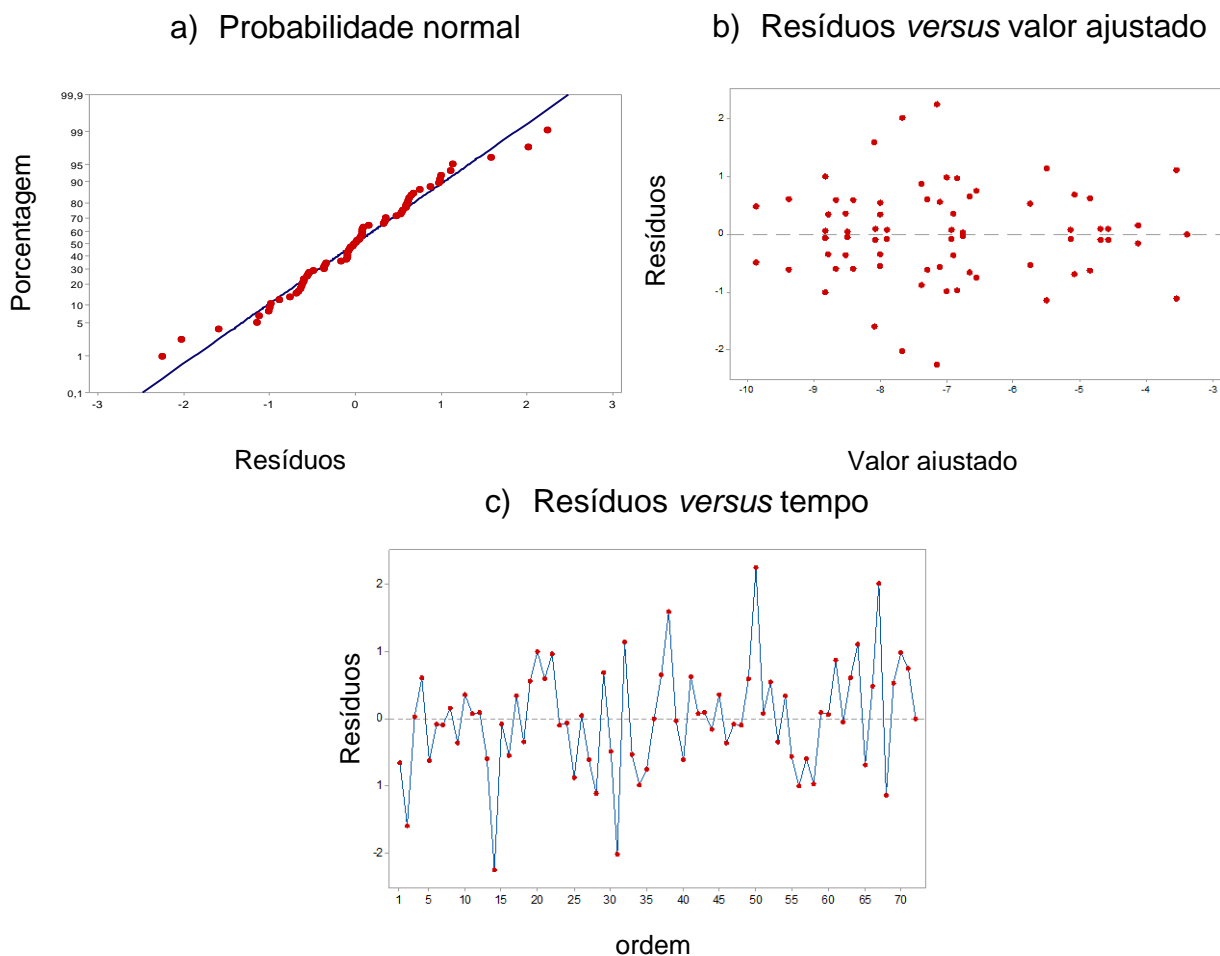 a) Probabilidade normal
99,9
99
95
90
80
70
60
50
40
30
20
10
5
1
0,1
Porcentagem
-3 -2 -1 0 1 2 3
Resíduos
b) Resíduos versus valor ajustado
2
1
0
-1
-2
Resíduos
-10 -9 -8 -7 -6 -5 -4 -3
Valor aiustado
c) Resíduos versus tempo
2
1
0
1
-2
Resíduos
1 5 10 15 20 25 30 35 40 45 50 55 60 65 70
ordem